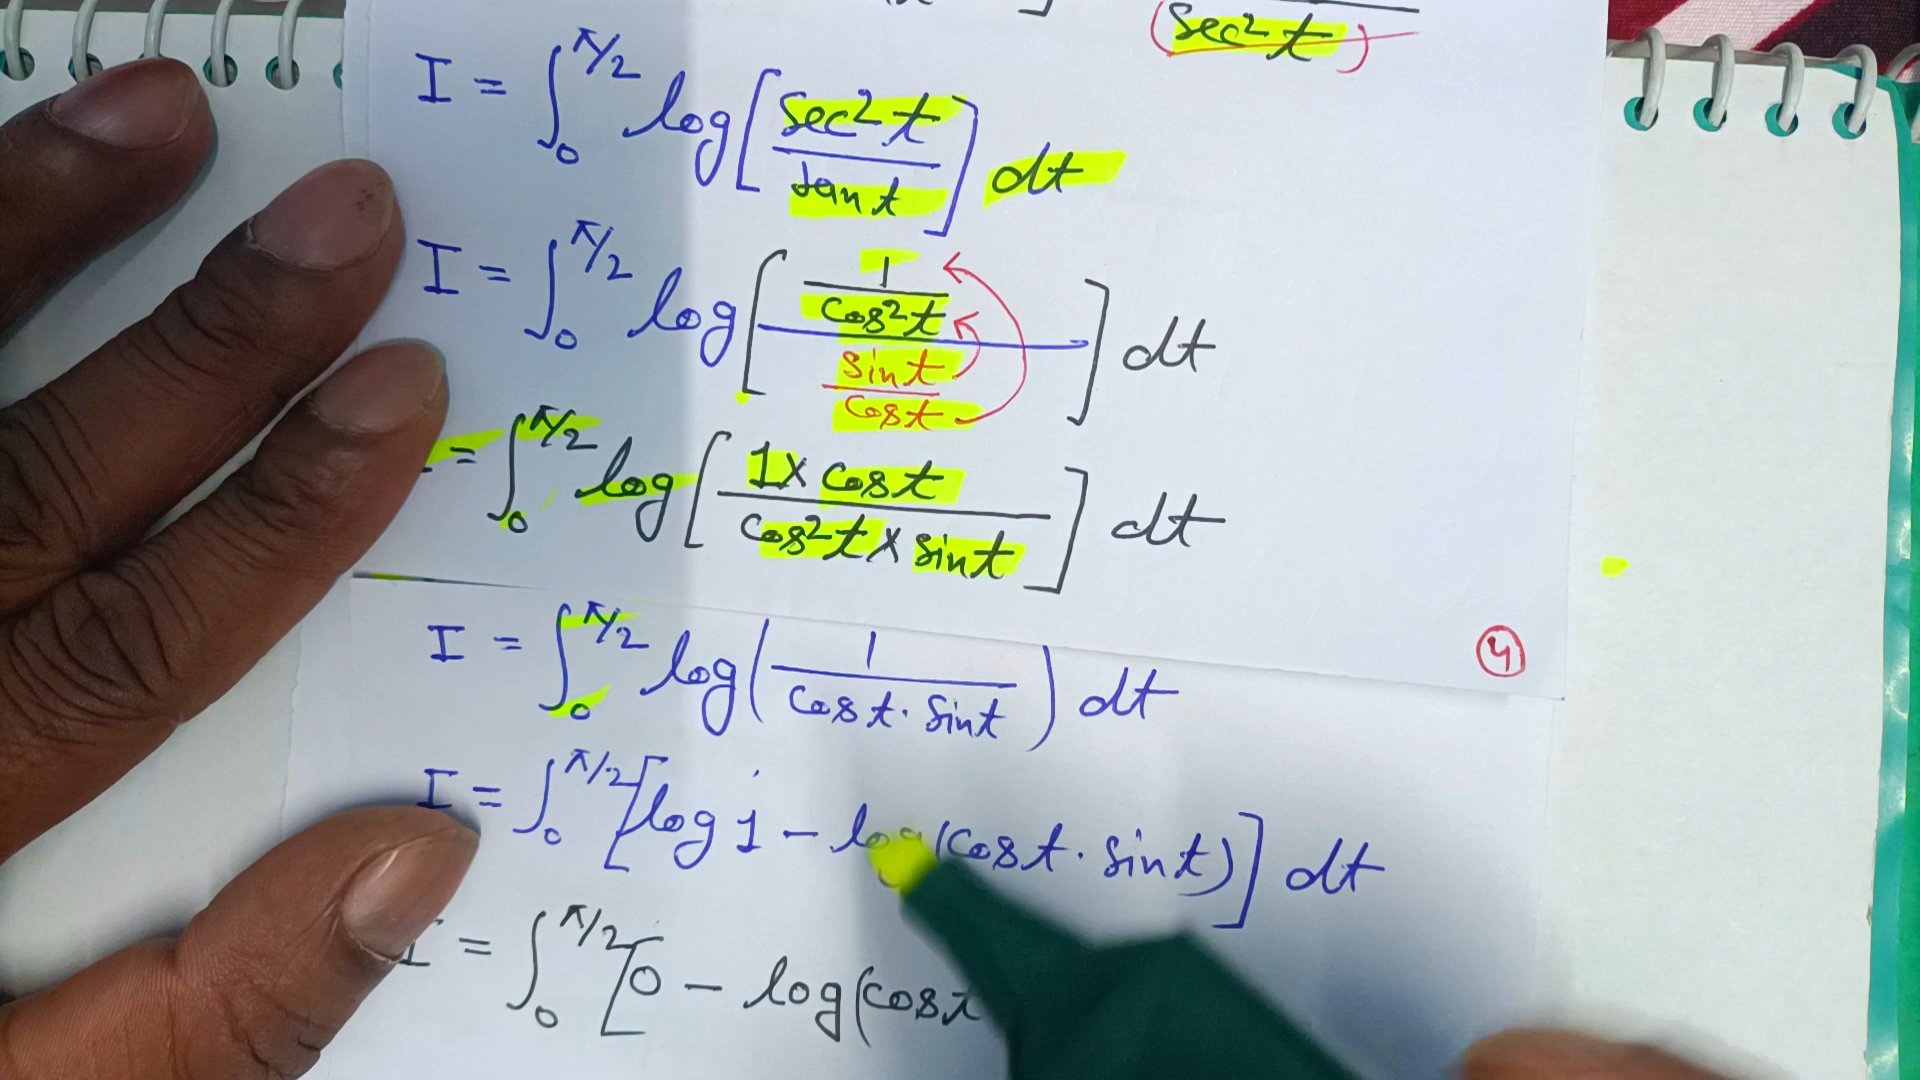 (sec²t)
I = ∫₀^π/2 log[sec²t / tan t] dt
I = ∫₀^π/2 log[(1 / cos²t) / (sin t / cos t)] dt
= ∫₀^π/2 log[1 × cos t / cos²t × sin t] dt
I = ∫₀^π/2 log(1 / cos t · sin t) dt
4
I = ∫₀^π/2 [log 1 − log(cos t · sin t)] dt
I = ∫₀^π/2 [0 − log(cos t